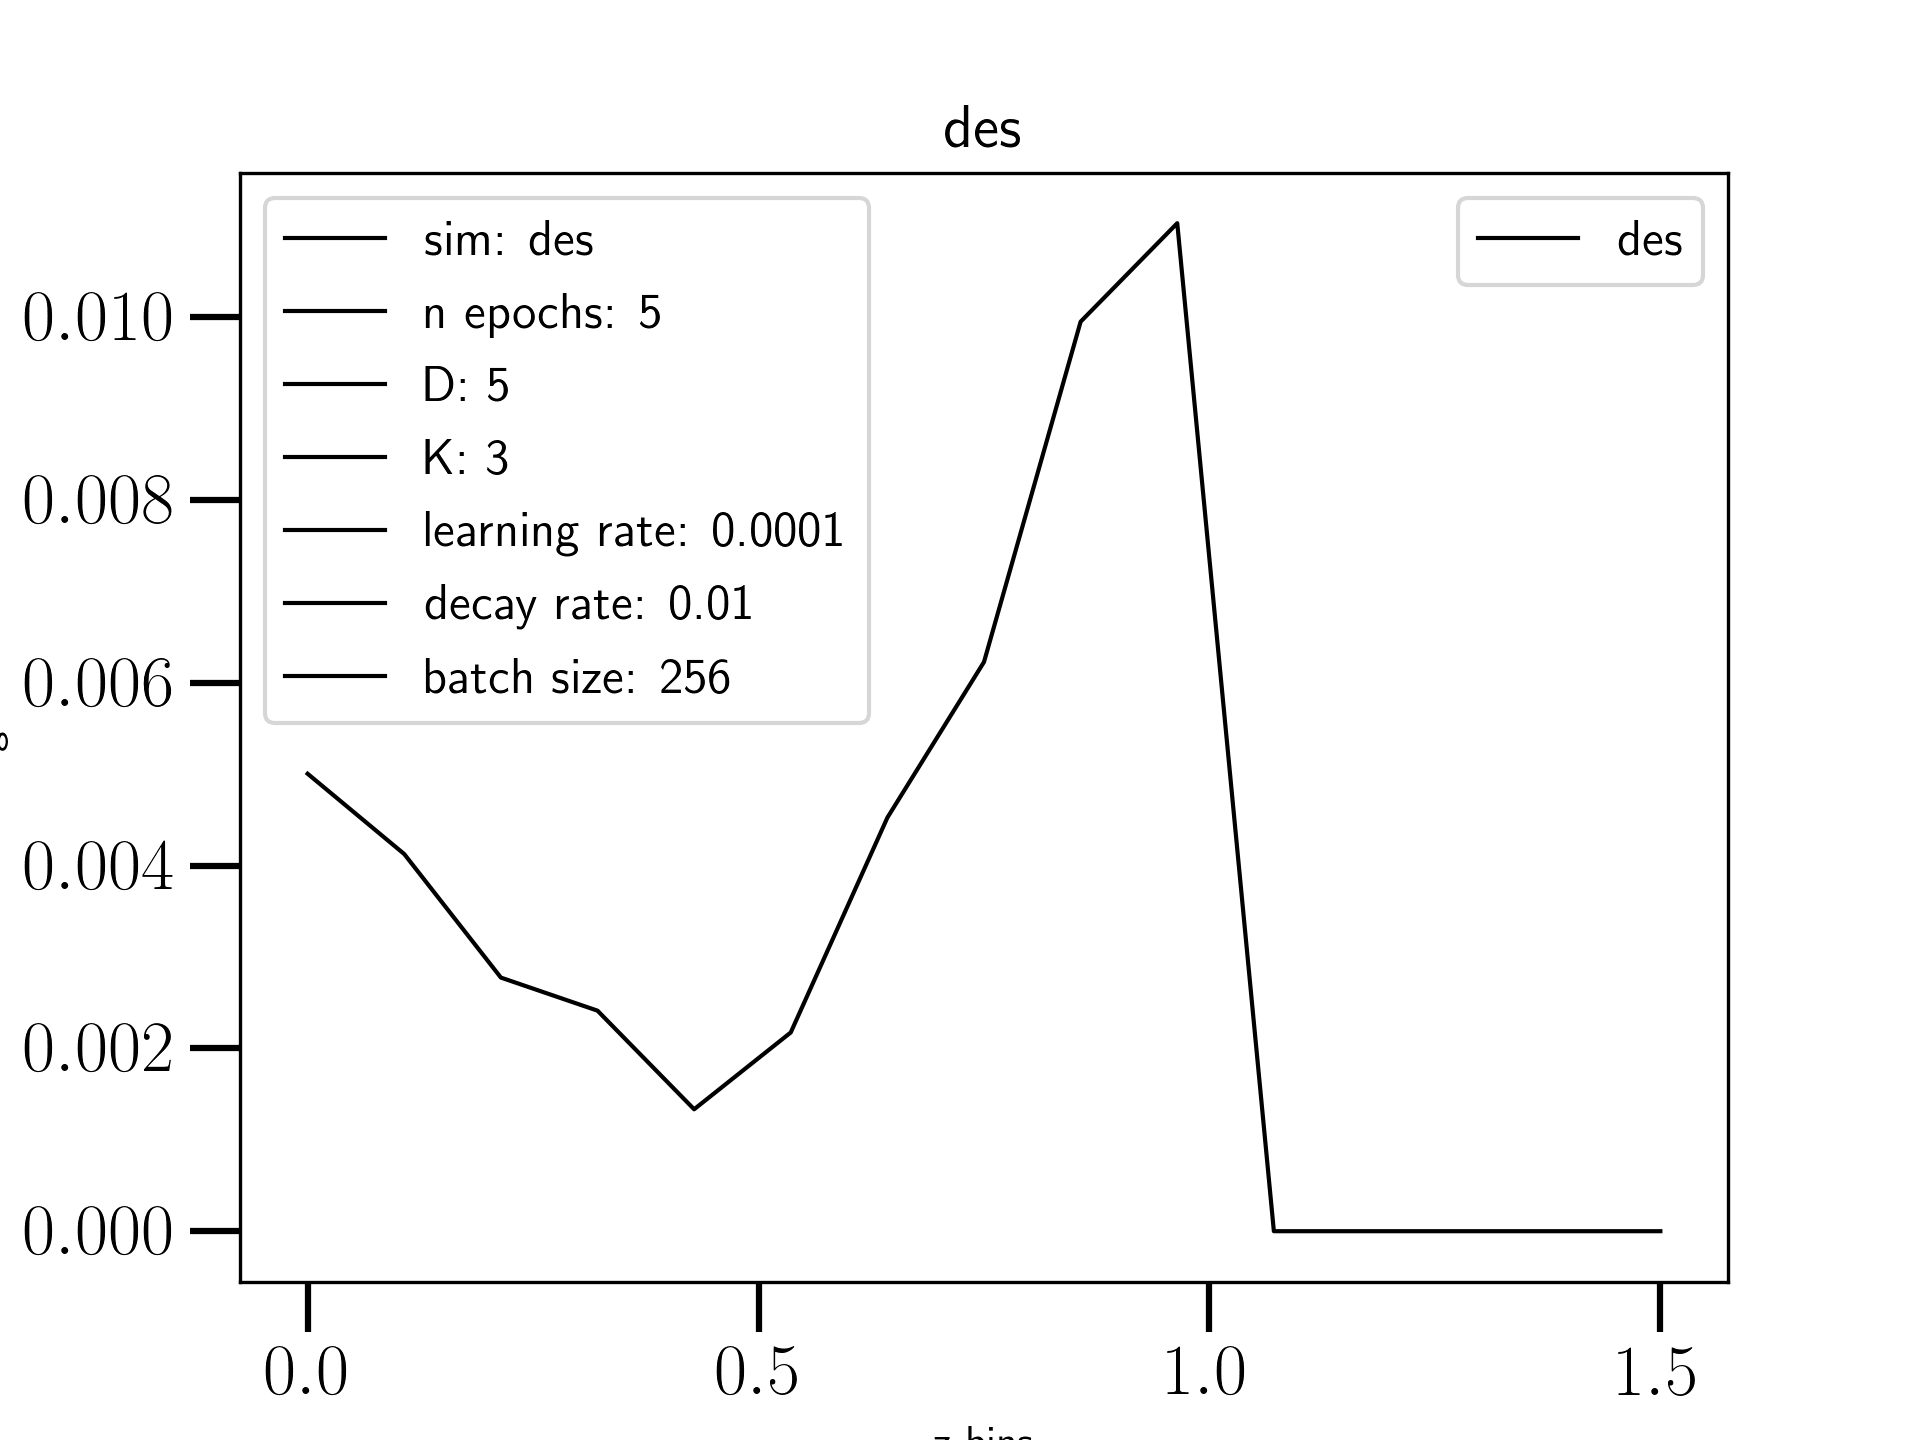 des
sim: des
n epochs: 5
D: 5
K: 3
learning rate: 0.0001
decay rate: 0.01
batch size: 256
des
0.010
0.008
0.006
0.004
0.002
0.000
0.0 0.5 1.0 1.5
z bins